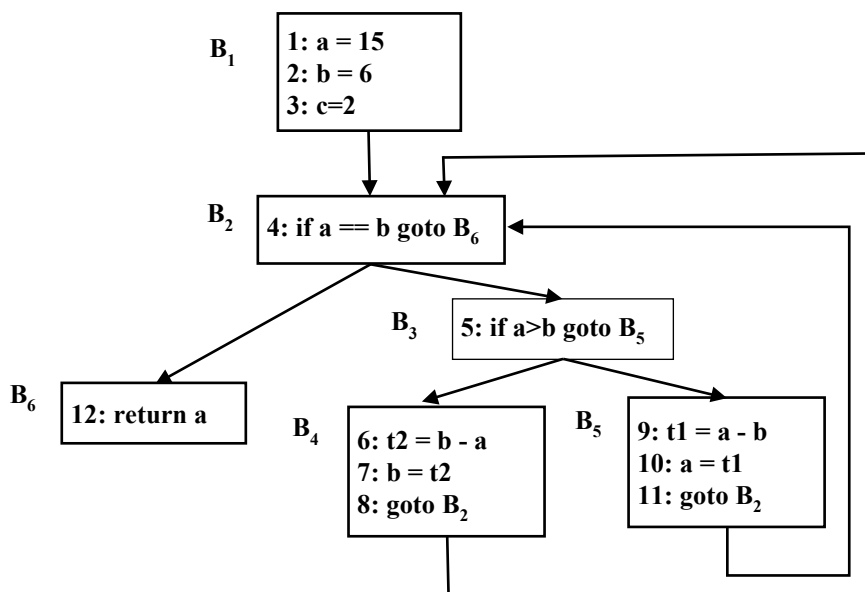 B1
1: a = 15
2: b = 6
3: c=2
B2
4: if a == b goto B6
B3
5: if a>b goto B5
B6
12: return a
B4
6: t2 = b - a
7: b = t2
8: goto B2
B5
9: t1 = a - b
10: a = t1
11: goto B2